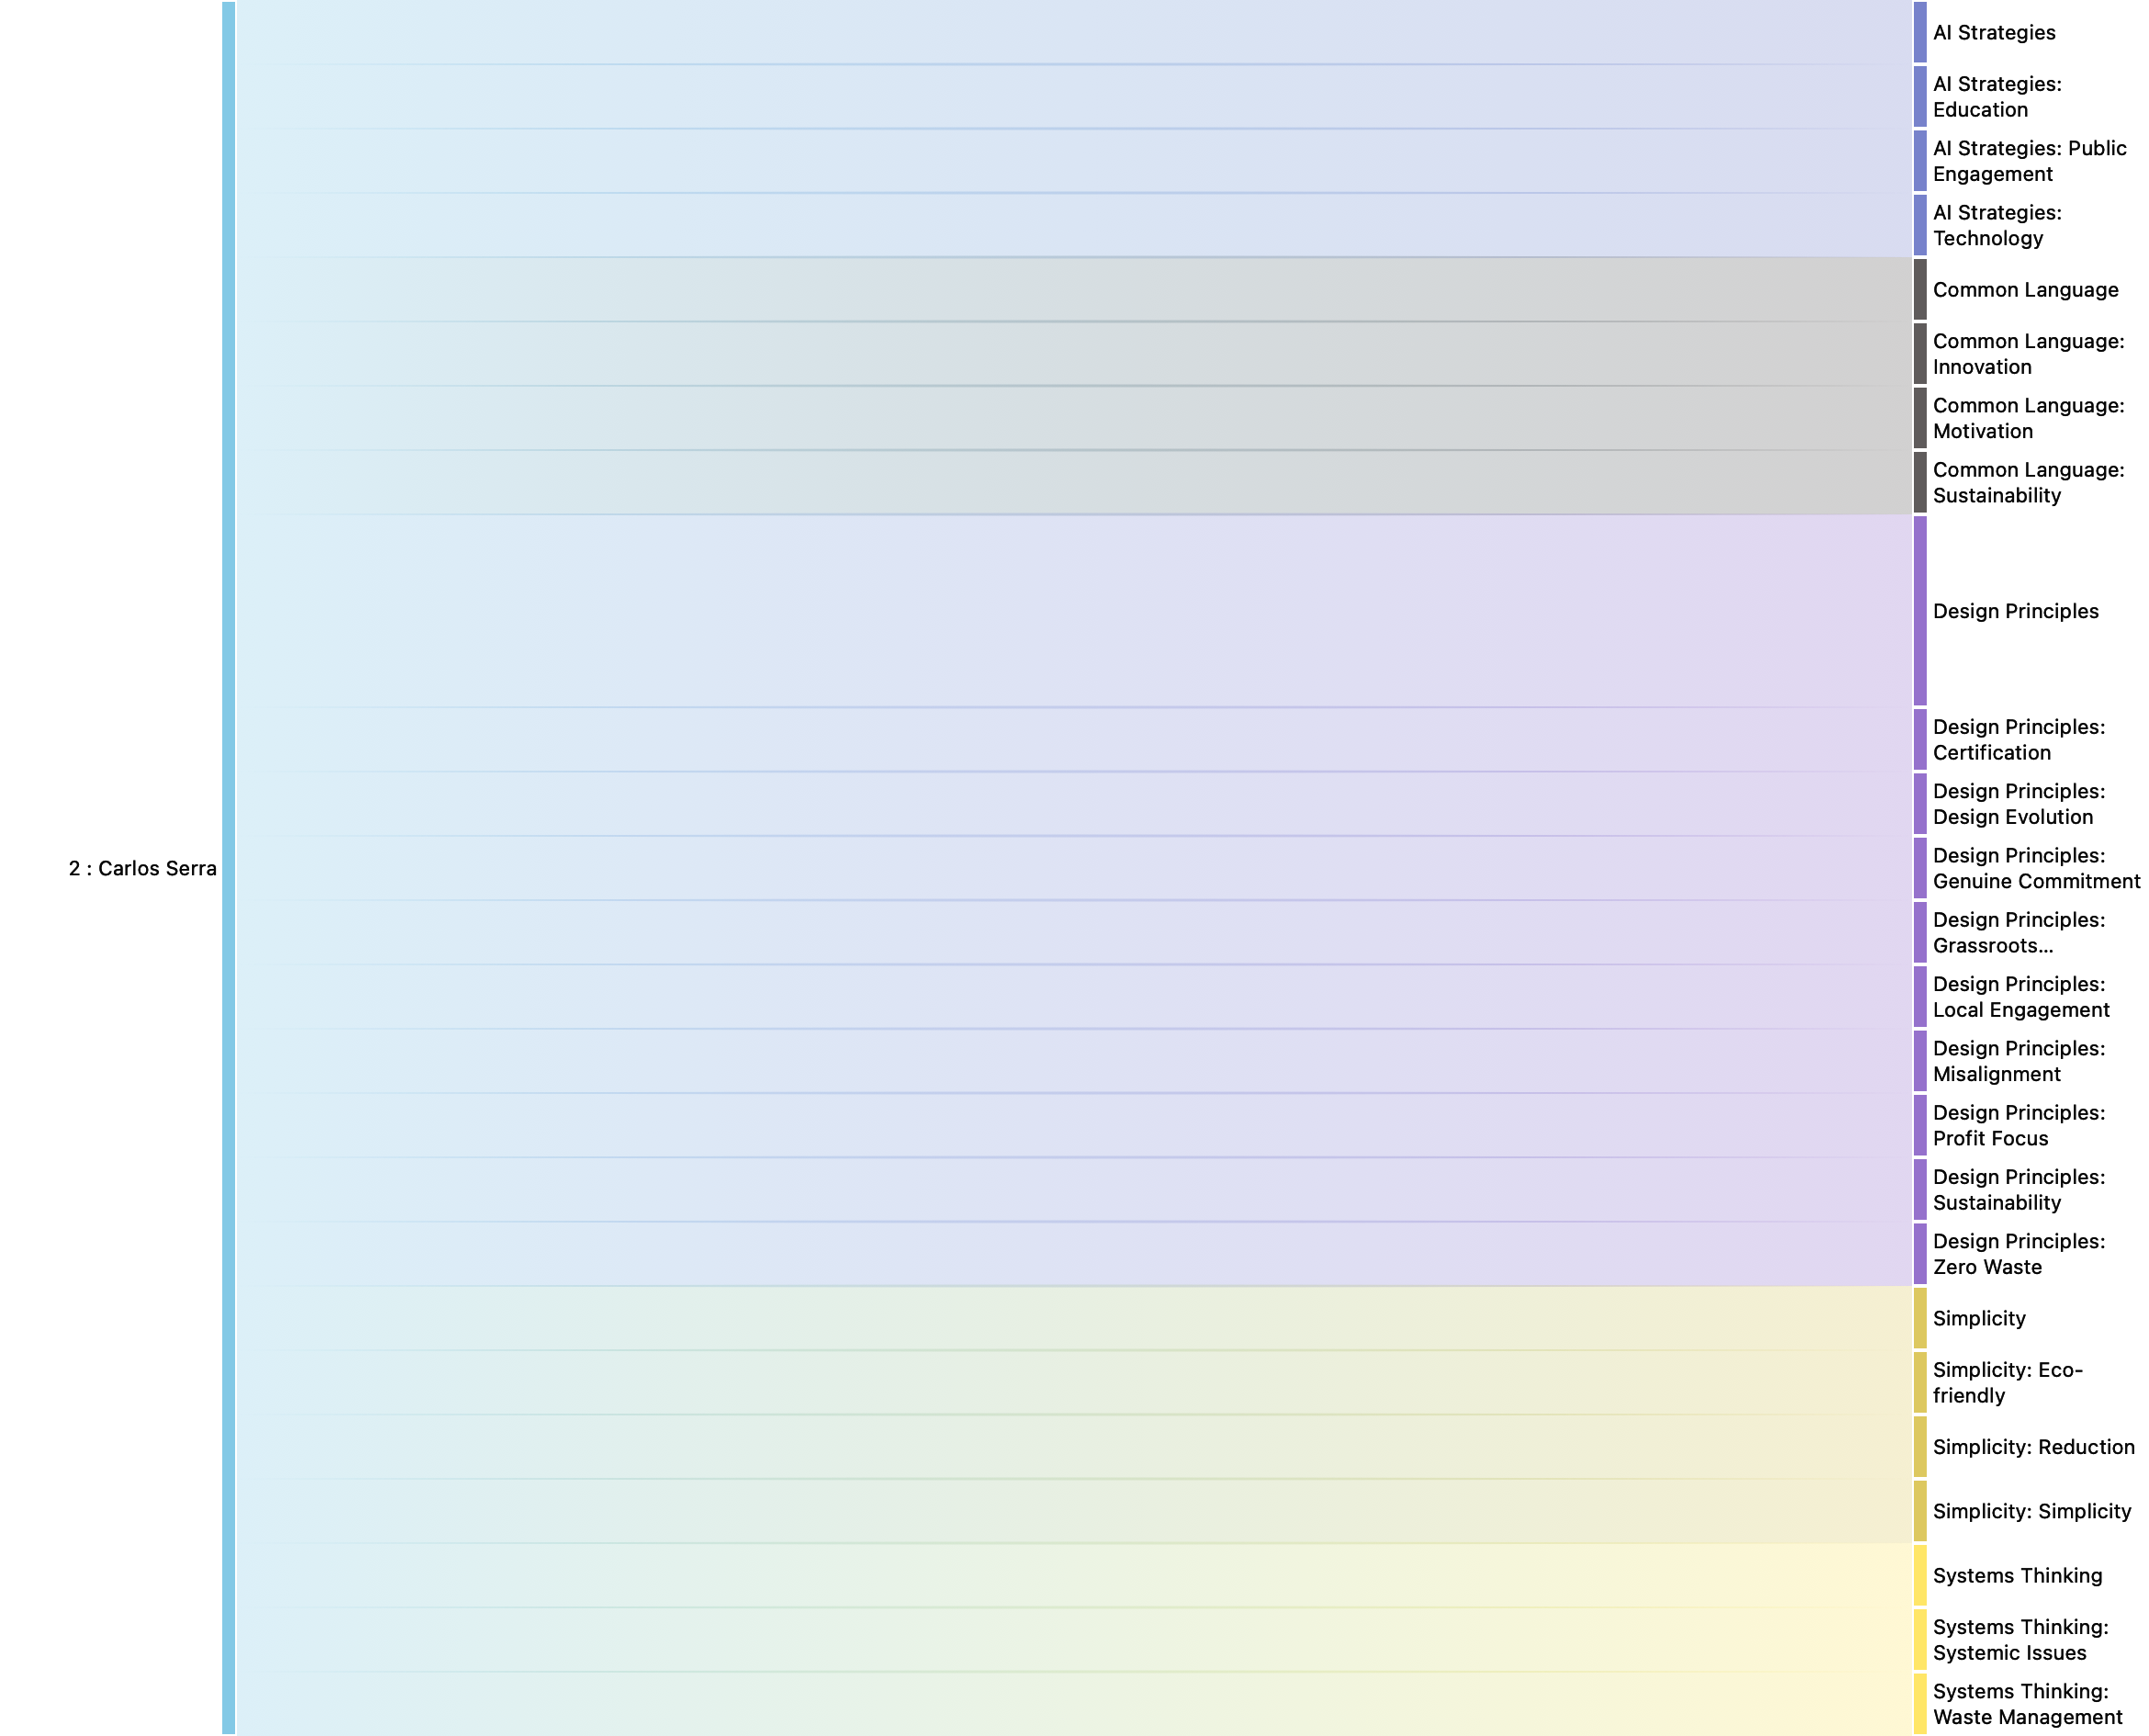 2 : Carlos Serra
AI Strategies
AI Strategies:
Education
AI Strategies: Public
Engagement
AI Strategies:
Technology
Common Language
Common Language:
Innovation
Common Language:
Motivation
Common Language:
Sustainability
Design Principles
Design Principles:
Certification
Design Principles:
Design Evolution
Design Principles:
Genuine Commitment
Design Principles:
Grassroots...
Design Principles:
Local Engagement
Design Principles:
Misalignment
Design Principles:
Profit Focus
Design Principles:
Sustainability
Design Principles:
Zero Waste
Simplicity
Simplicity: Eco-
friendly
Simplicity: Reduction
Simplicity: Simplicity
Systems Thinking
Systems Thinking:
Systemic Issues
Systems Thinking:
Waste Management